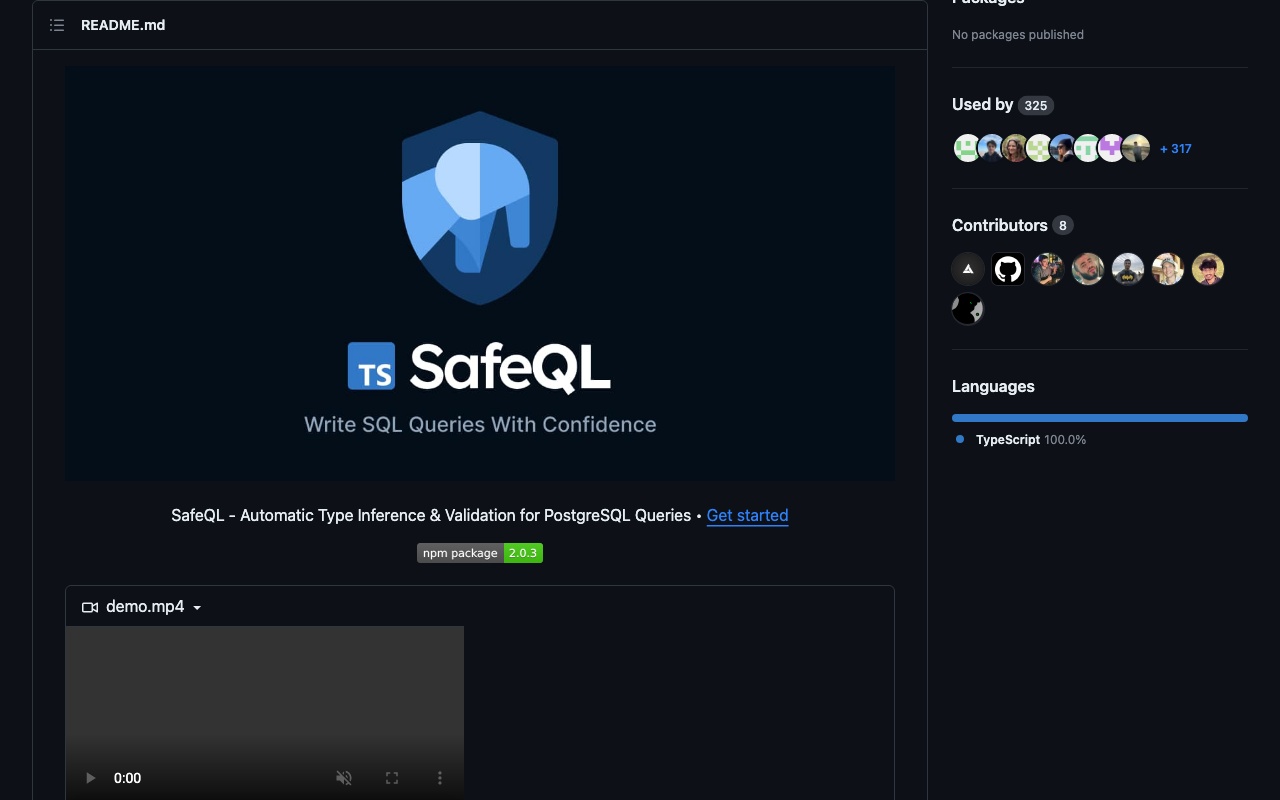 README.md
TS SafeQL
Write SQL Queries With Confidence
SafeQL - Automatic Type Inference & Validation for PostgreSQL Queries • Get started
npm package 2.0.3
demo.mp4
0:00
Packages
No packages published
Used by 325
+ 317
Contributors 8
Languages
TypeScript 100.0%